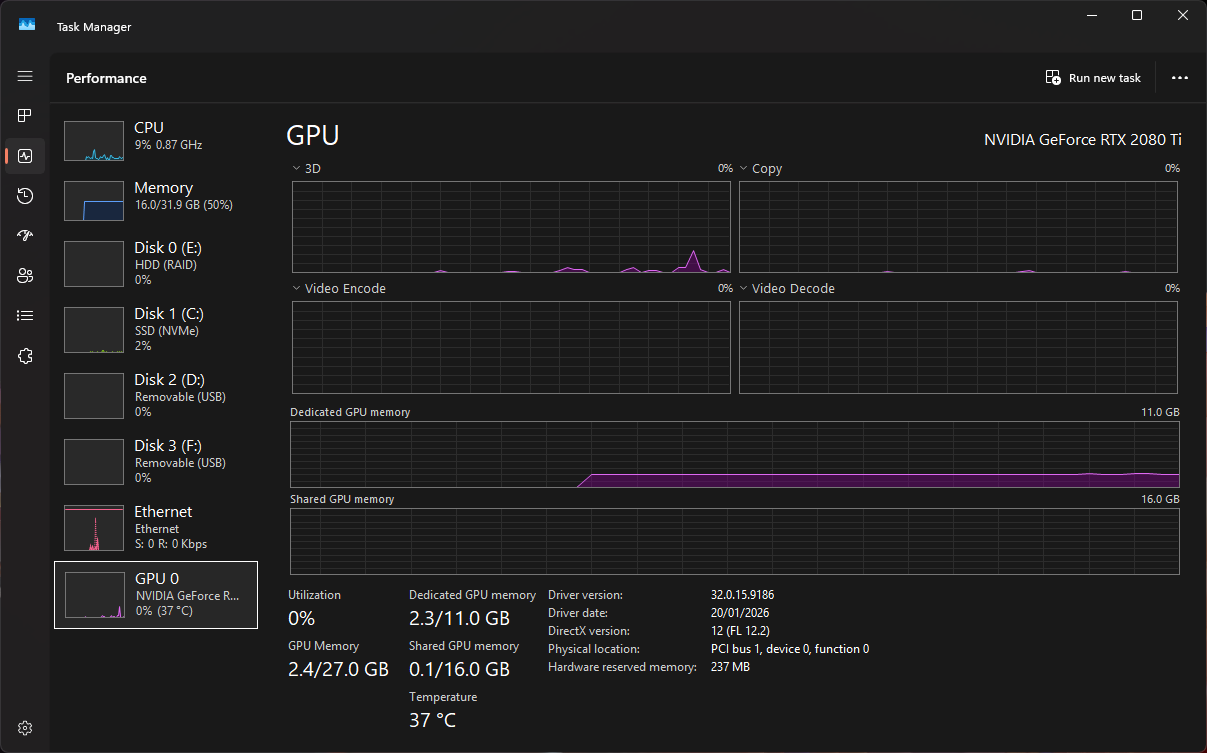 Task Manager
Performance
Run new task
CPU
9% 0.87 GHz
Memory
16.0/31.9 GB (50%)
Disk 0 (E:)
HDD (RAID)
0%
Disk 1 (C:)
SSD (NVMe)
2%
Disk 2 (D:)
Removable (USB)
0%
Disk 3 (F:)
Removable (USB)
0%
Ethernet
Ethernet
S: 0 R: 0 Kbps
GPU 0
NVIDIA GeForce R...
0% (37 °C)
GPU
NVIDIA GeForce RTX 2080 Ti
3D 0%
Copy 0%
Video Encode 0%
Video Decode 0%
Dedicated GPU memory 11.0 GB
Shared GPU memory 16.0 GB
Utilization
0%
Dedicated GPU memory
2.3/11.0 GB
GPU Memory
2.4/27.0 GB
Shared GPU memory
0.1/16.0 GB
Temperature
37 °C
Driver version: 32.0.15.9186
Driver date: 20/01/2026
DirectX version: 12 (FL 12.2)
Physical location: PCI bus 1, device 0, function 0
Hardware reserved memory: 237 MB